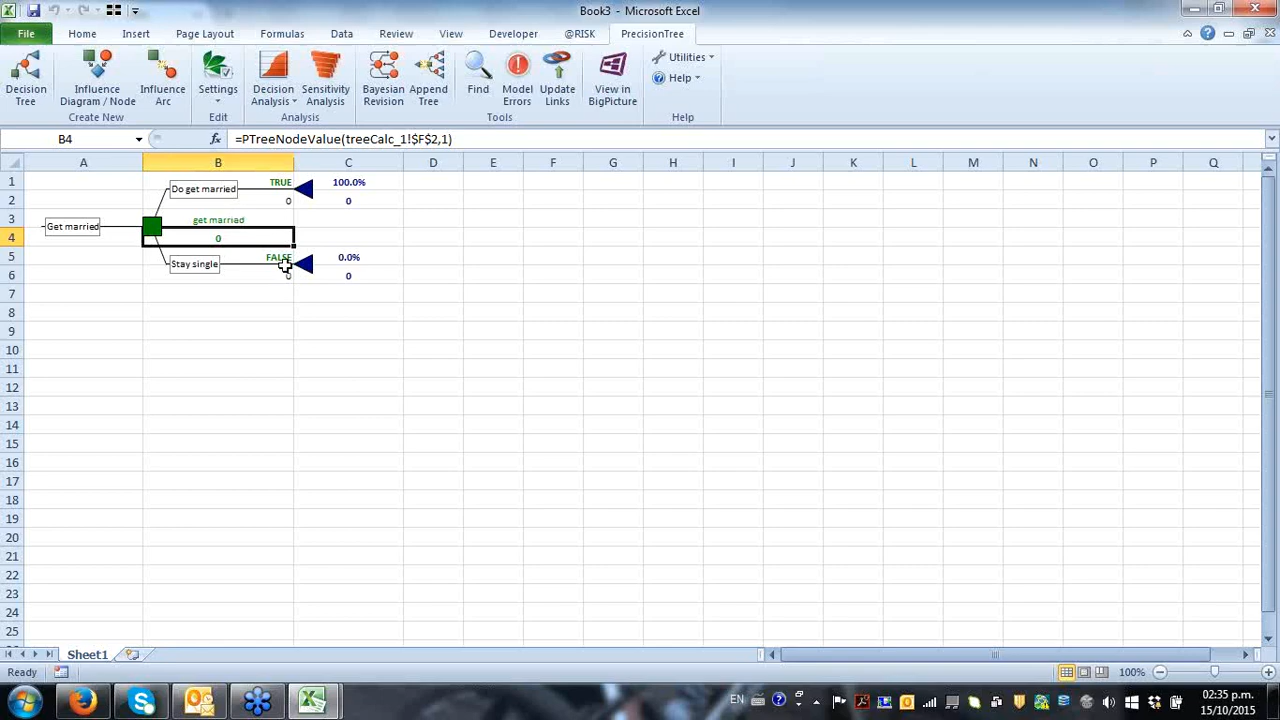 Book3 - Microsoft Excel
File Home Insert Page Layout Formulas Data Review View Developer @RISK PrecisionTree
Decision Tree
Influence Diagram / Node
Influence Arc
Settings
Decision Analysis
Sensitivity Analysis
Bayesian Revision
Append Tree
Find
Model Errors
Update Links
View in BigPicture
Utilities
Help
Create New Edit Analysis Tools Help
B4 fx =PTreeNodeValue(treeCalc_1!$F$2,1)
A B C D E F G H I J K L M N O P Q
1 Do get married TRUE 100.0%
2 0 0
3 Get married get married
4 0
5 Stay single FALSE 0.0%
6 0 0
7
8
9
10
11
12
13
14
15
16
17
18
19
20
21
22
23
24
25
Sheet1
Ready 100%
EN 02:35 p.m.
15/10/2015